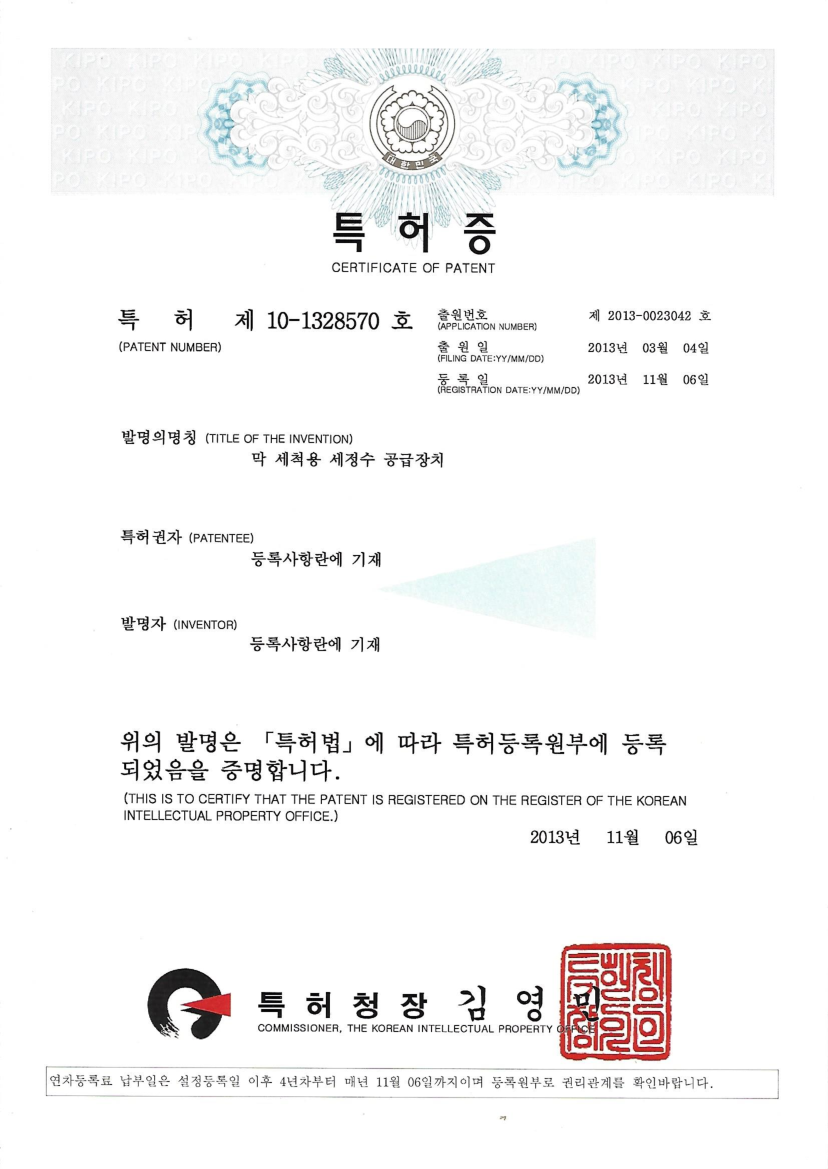 KIPO KIPO KIPO KIPO KIPO KIPO
대한민국
특 허 증
CERTIFICATE OF PATENT
특 허 제 10-1328570 호
(PATENT NUMBER)
출원번호 제 2013-0023042 호
(APPLICATION NUMBER)
출 원 일 2013년 03월 04일
(FILING DATE:YY/MM/DD)
등 록 일 2013년 11월 06일
(REGISTRATION DATE:YY/MM/DD)
발명의명칭 (TITLE OF THE INVENTION)
막 세척용 세정수 공급장치
특허권자 (PATENTEE)
등록사항란에 기재
발명자 (INVENTOR)
등록사항란에 기재
위의 발명은 「특허법」에 따라 특허등록원부에 등록
되었음을 증명합니다.
(THIS IS TO CERTIFY THAT THE PATENT IS REGISTERED ON THE REGISTER OF THE KOREAN
INTELLECTUAL PROPERTY OFFICE.)
2013년 11월 06일
특 허 청 장 김 영 민
COMMISSIONER, THE KOREAN INTELLECTUAL PROPERTY OFFICE
연차등록료 납부일은 설정등록일 이후 4년차부터 매년 11월 06일까지이며 등록원부로 권리관계를 확인바랍니다.